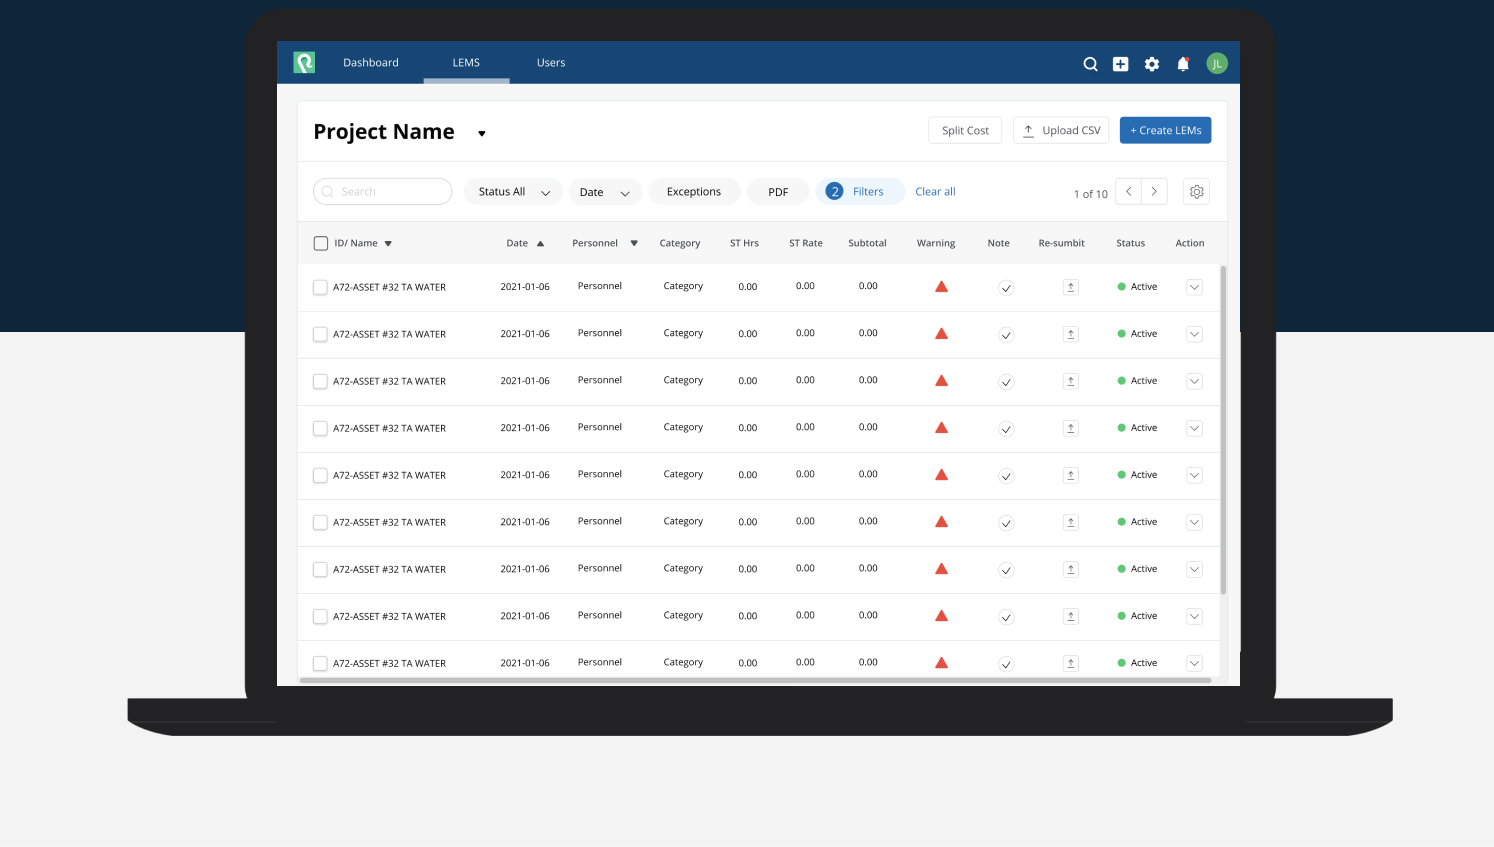 Dashboard LEMS Users JL
Project Name Split Cost Upload CSV + Create LEMs
Search Status All Date Exceptions PDF 2 Filters Clear all 1 of 10
ID/ Name Date Personnel Category ST Hrs ST Rate Subtotal Warning Note Re-sumbit Status Action
A72-ASSET #32 TA WATER 2021-01-06 Personnel Category 0.00 0.00 0.00 Active
A72-ASSET #32 TA WATER 2021-01-06 Personnel Category 0.00 0.00 0.00 Active
A72-ASSET #32 TA WATER 2021-01-06 Personnel Category 0.00 0.00 0.00 Active
A72-ASSET #32 TA WATER 2021-01-06 Personnel Category 0.00 0.00 0.00 Active
A72-ASSET #32 TA WATER 2021-01-06 Personnel Category 0.00 0.00 0.00 Active
A72-ASSET #32 TA WATER 2021-01-06 Personnel Category 0.00 0.00 0.00 Active
A72-ASSET #32 TA WATER 2021-01-06 Personnel Category 0.00 0.00 0.00 Active
A72-ASSET #32 TA WATER 2021-01-06 Personnel Category 0.00 0.00 0.00 Active
A72-ASSET #32 TA WATER 2021-01-06 Personnel Category 0.00 0.00 0.00 Active